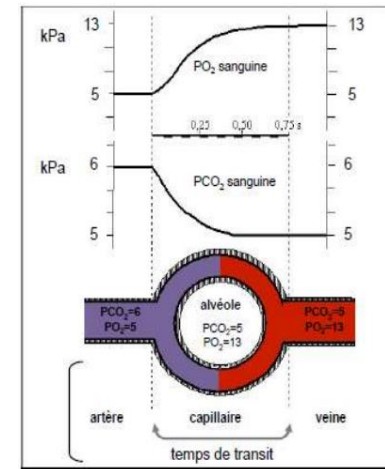 13
13
kPa
PO₂ sanguine
5
5
0,25 0,50 0,75 s
6
6
kPa
PCO₂ sanguine
5
5
alvéole
PCO₂=6
PO₂=5
PCO₂=5
PO₂=13
PCO₂=5
PO₂=13
artère
capillaire
veine
temps de transit